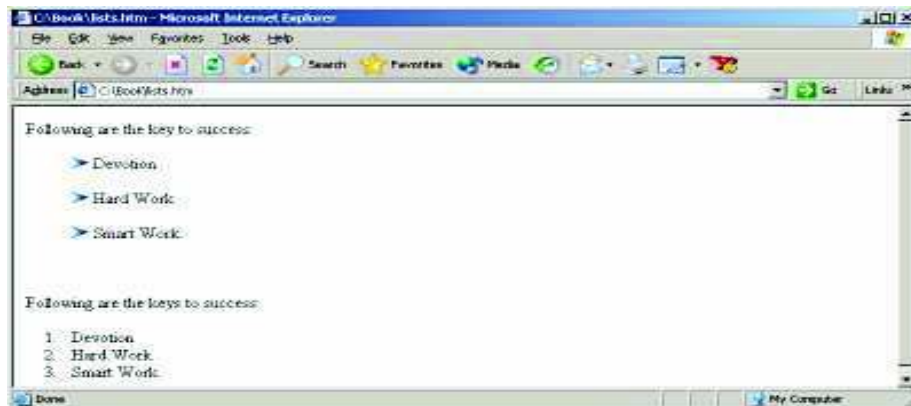 C:\Book\lists.htm - Microsoft Internet Explorer
File Edit View Favorites Tools Help
Back Search Favorites Media
Address C:\Book\lists.htm Go Links »
Following are the key to success:
Devotion
Hard Work
Smart Work
Following are the keys to success:
1. Devotion
2. Hard Work
3. Smart Work
Done My Computer